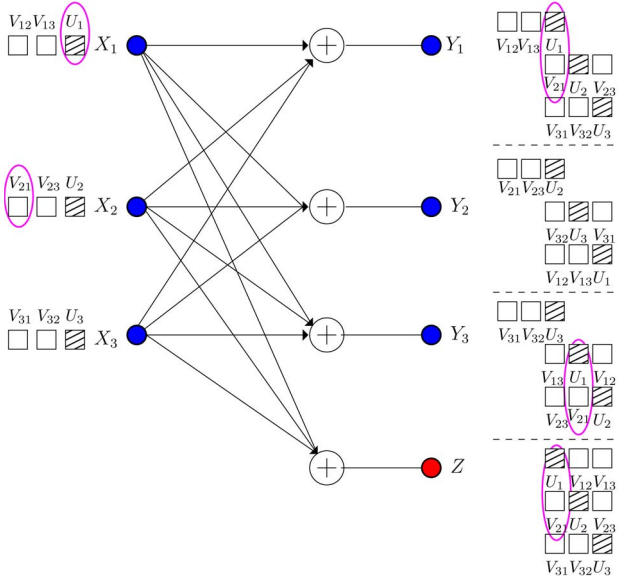 V₁₂ V₁₃ U₁
X₁
+
Y₁
V₁₂ V₁₃ U₁
V₂₁ U₂ V₂₃
V₃₁ V₃₂ U₃
V₂₁ V₂₃ U₂
X₂
+
Y₂
V₂₁ V₂₃ U₂
V₃₂ U₃ V₃₁
V₁₂ V₁₃ U₁
V₃₁ V₃₂ U₃
X₃
+
Y₃
V₃₁ V₃₂ U₃
V₁₃ U₁ V₁₂
V₂₃ V₂₁ U₂
+
Z
U₁ V₁₂ V₁₃
V₂₁ U₂ V₂₃
V₃₁ V₃₂ U₃